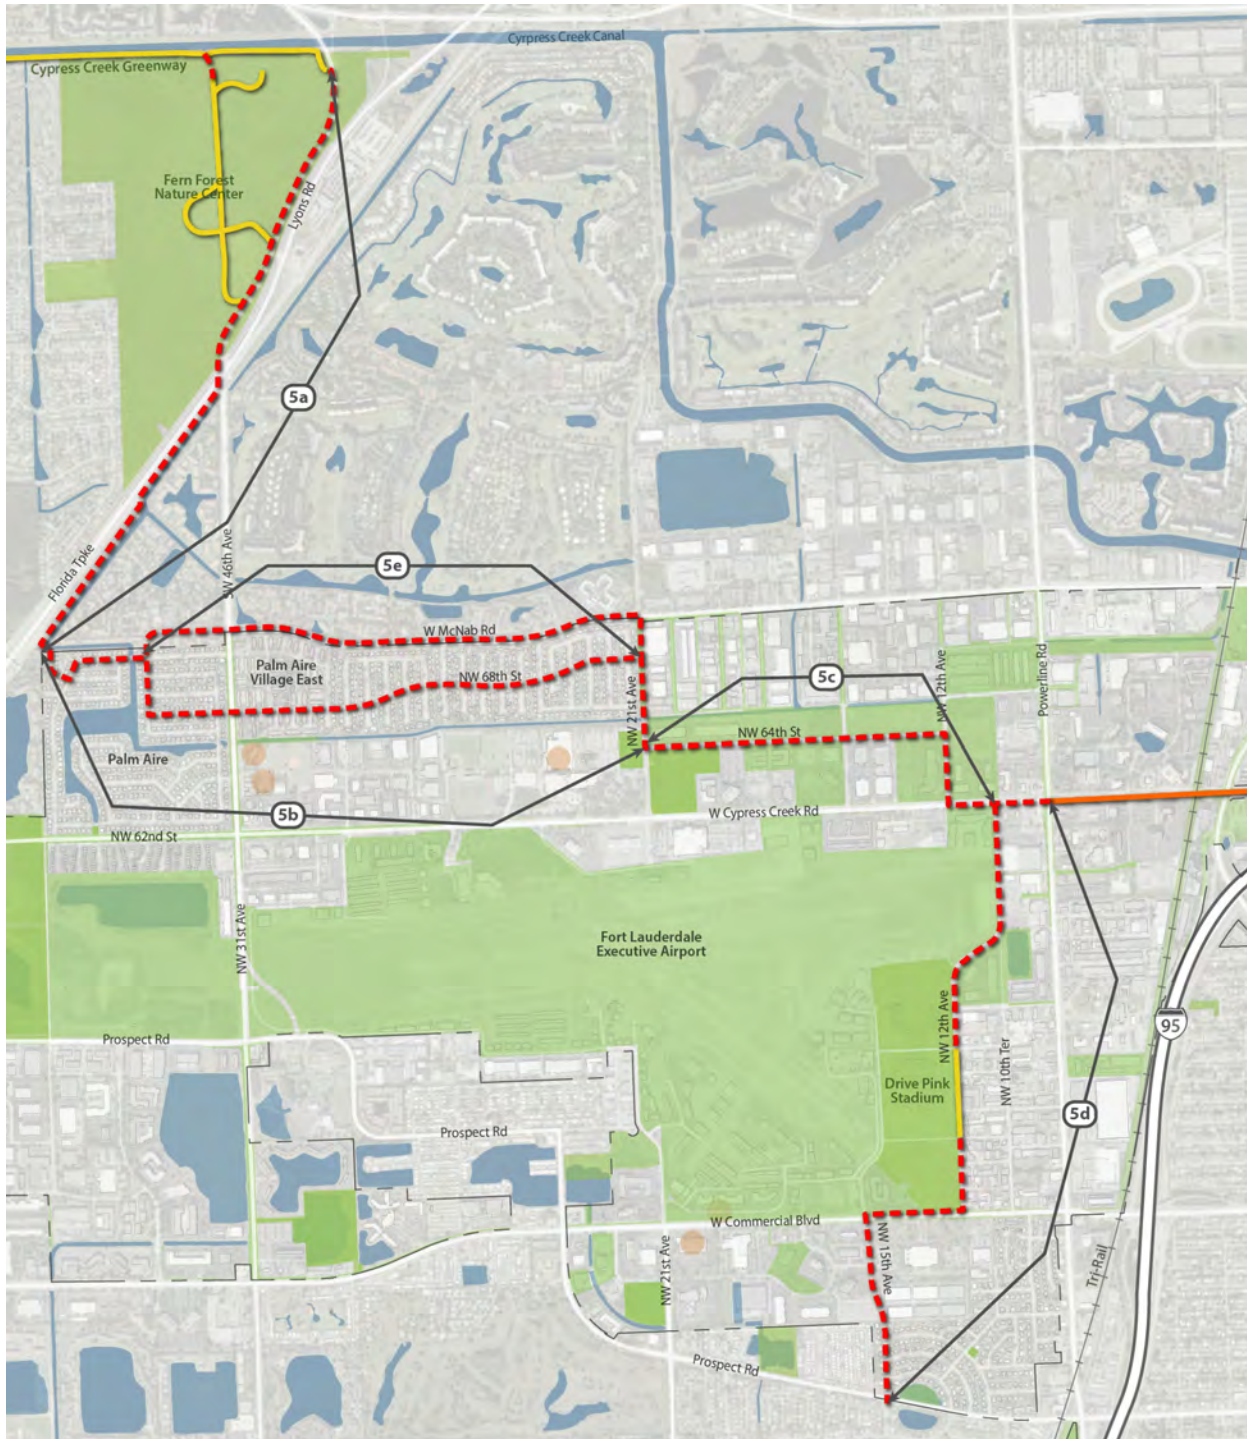 Cyrpress Creek Canal
Cypress Creek Greenway
Fern Forest
Nature Center
Lyons Rd
5a
NW 46th Ave
5e
Florida Tpke
W McNab Rd
Palm Aire
Village East
NW 68th St
NW 21st Ave
5c
NW 12th Ave
Powerline Rd
NW 64th St
Palm Aire
5b
W Cypress Creek Rd
NW 62nd St
NW 31st Ave
Fort Lauderdale
Executive Airport
NW 12th Ave
95
Prospect Rd
NW 10th Ter
Drive Pink
Stadium
5d
Prospect Rd
W Commercial Blvd
NW 21st Ave
NW 15th Ave
Tri-Rail
Prospect Rd